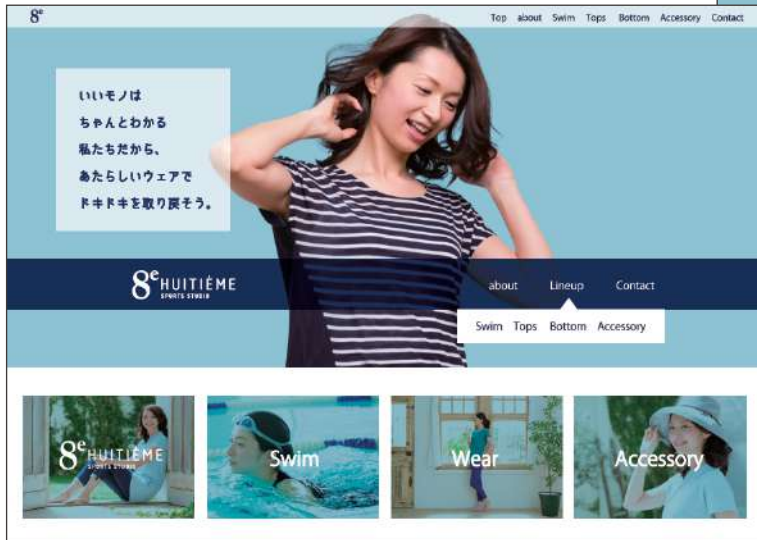 8e
Top about Swim Tops Bottom Accessory Contact
いいモノは
ちゃんとわかる
私たちだから、
あたらしいウェアで
ドキドキを取り戻そう。
8e HUITIÉME
SPORTS STUDIO
about Lineup Contact
Swim Tops Bottom Accessory
8e HUITIÉME
SPORTS STUDIO
Swim
Wear
Accessory